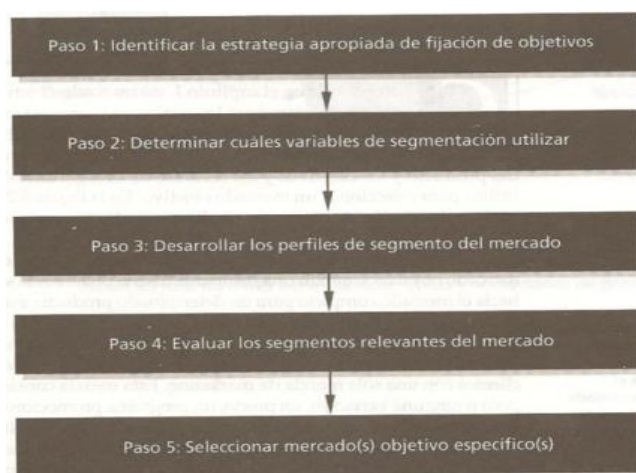 Paso 1: Identificar la estrategia apropiada de fijación de objetivos
Paso 2: Determinar cuáles variables de segmentación utilizar
Paso 3: Desarrollar los perfiles de segmento del mercado
Paso 4: Evaluar los segmentos relevantes del mercado
Paso 5: Seleccionar mercado(s) objetivo específico(s)